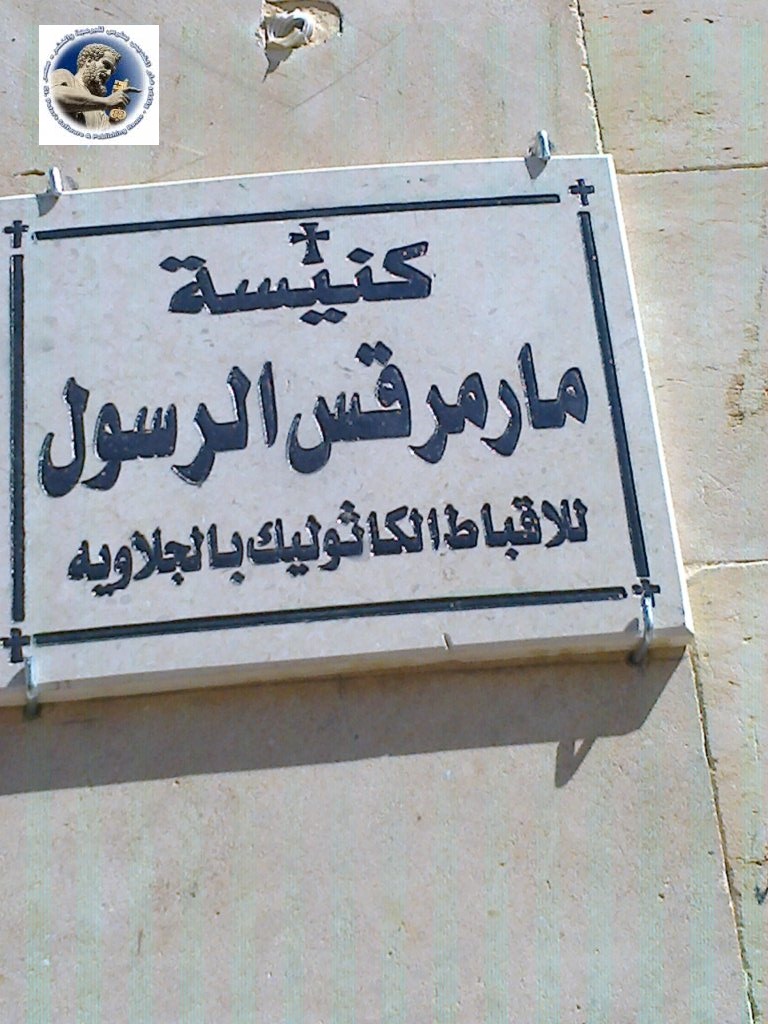 كنيسة
مارمرقس الرسول
للاقباط الكاثوليك بالجلاويه